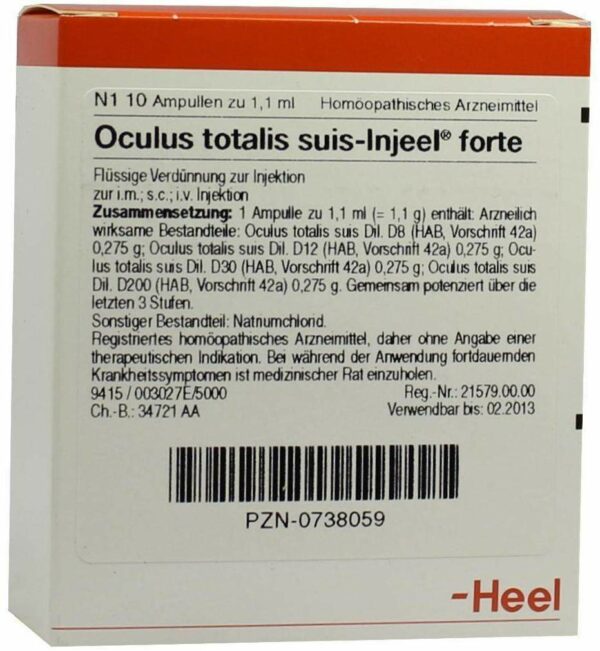 N1 10 Ampullen zu 1,1 ml Homöopathisches Arzneimittel
Oculus totalis suis-Injeel® forte
Flüssige Verdünnung zur Injektion
zur i.m.; s.c.; i.v. Injektion
Zusammensetzung: 1 Ampulle zu 1,1 ml (= 1,1 g) enthält: Arzneilich
wirksame Bestandteile: Oculus totalis suis Dil. D8 (HAB, Vorschrift 42a)
0,275 g; Oculus totalis suis Dil. D12 (HAB, Vorschrift 42a) 0,275 g; Ocu-
lus totalis suis Dil. D30 (HAB, Vorschrift 42a) 0,275 g; Oculus totalis suis
Dil. D200 (HAB, Vorschrift 42a) 0,275 g. Gemeinsam potenziert über die
letzten 3 Stufen.
Sonstiger Bestandteil: Natriumchlorid.
Registriertes homöopathisches Arzneimittel, daher ohne Angabe einer
therapeutischen Indikation. Bei während der Anwendung fortdauernden
Krankheitssymptomen ist medizinischer Rat einzuholen.
9415 / 003027E/5000 Reg.-Nr.: 21579.00.00
Ch.-B.: 34721 AA Verwendbar bis: 02.2013
PZN-0738059
-Heel